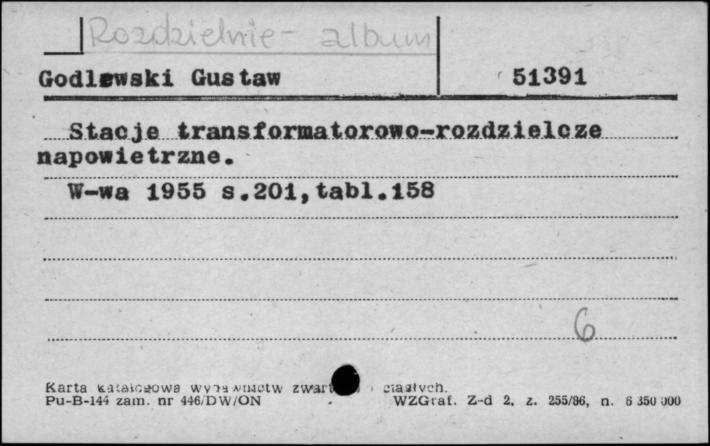 Rozdzielnie - album
Godlewski Gustaw 51391
Stacje transformatorowo-rozdzielcze
napowietrzne.
W-wa 1955 s.201,tabl.158
6
Karta katalogowa wydawnictw zwartych i ciągłych.
Pu-B-144 zam. nr 446/DW/ON WZGraf. Z-d 2, z. 255/86, n. 6 350 000